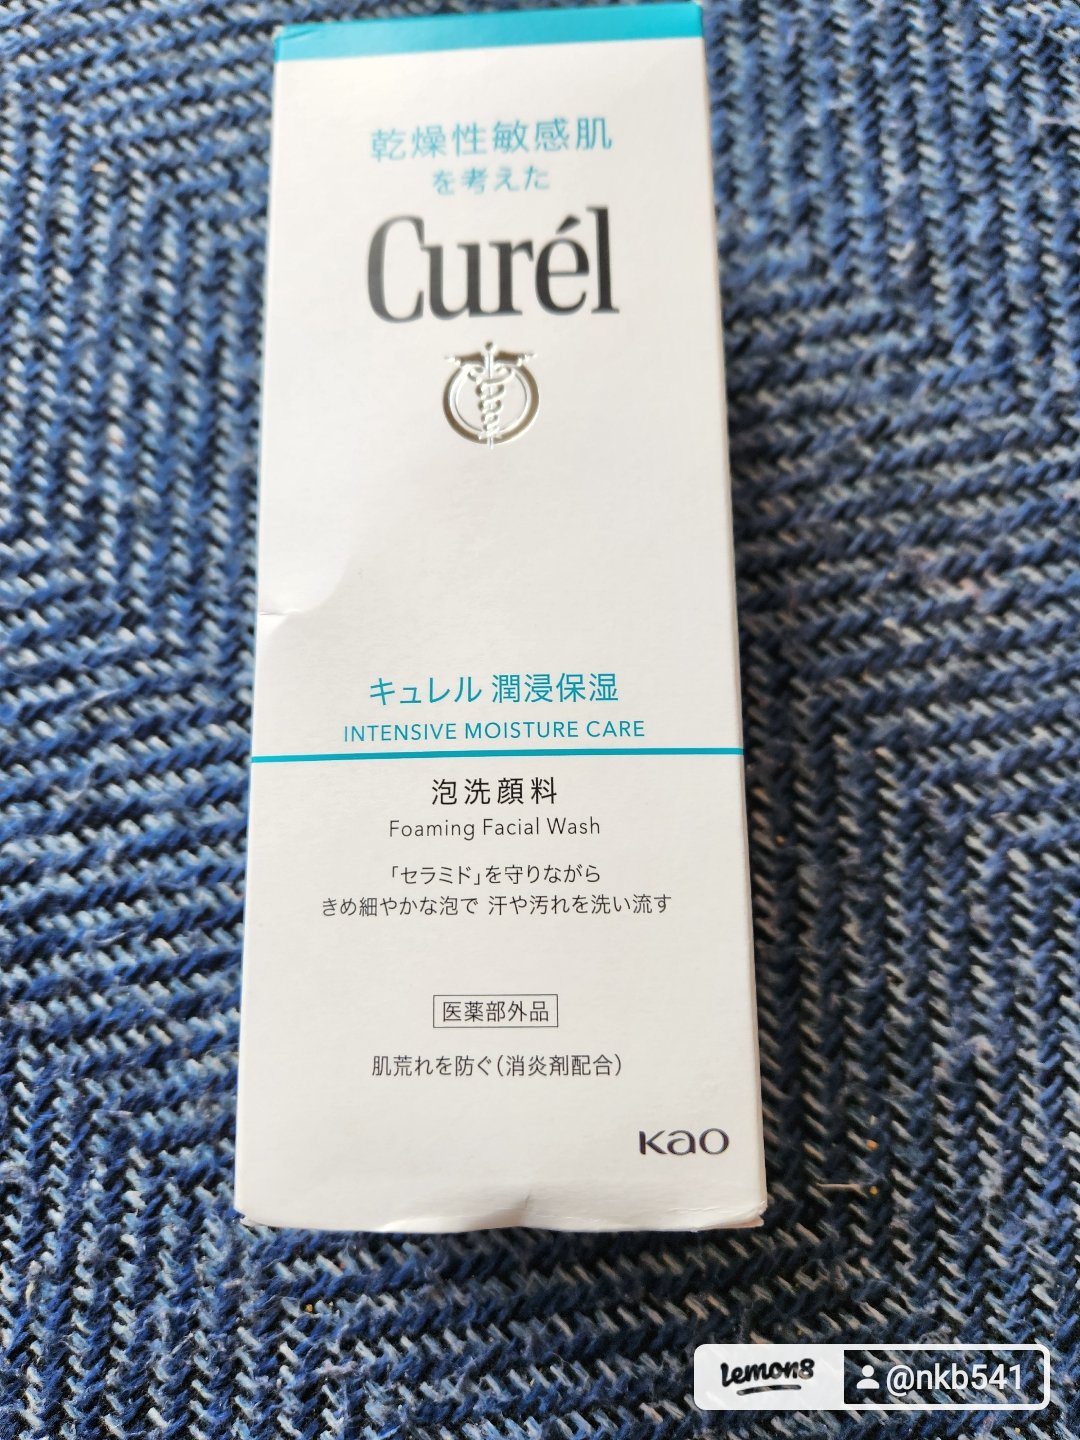 乾燥性敏感肌
を考えた
Curél
キュレル 潤浸保湿
INTENSIVE MOISTURE CARE
泡洗顔料
Foaming Facial Wash
「セラミド」を守りながら
きめ細やかな泡で 汗や汚れを洗い流す
医薬部外品
肌荒れを防ぐ（消炎剤配合）
Kao
Lemon8 @nkb541